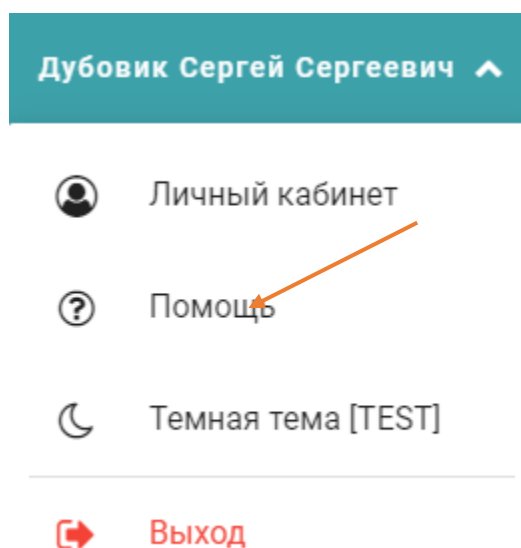 Дубовик Сергей Сергеевич
Личный кабинет
Помощь
Темная тема [TEST]
Выход